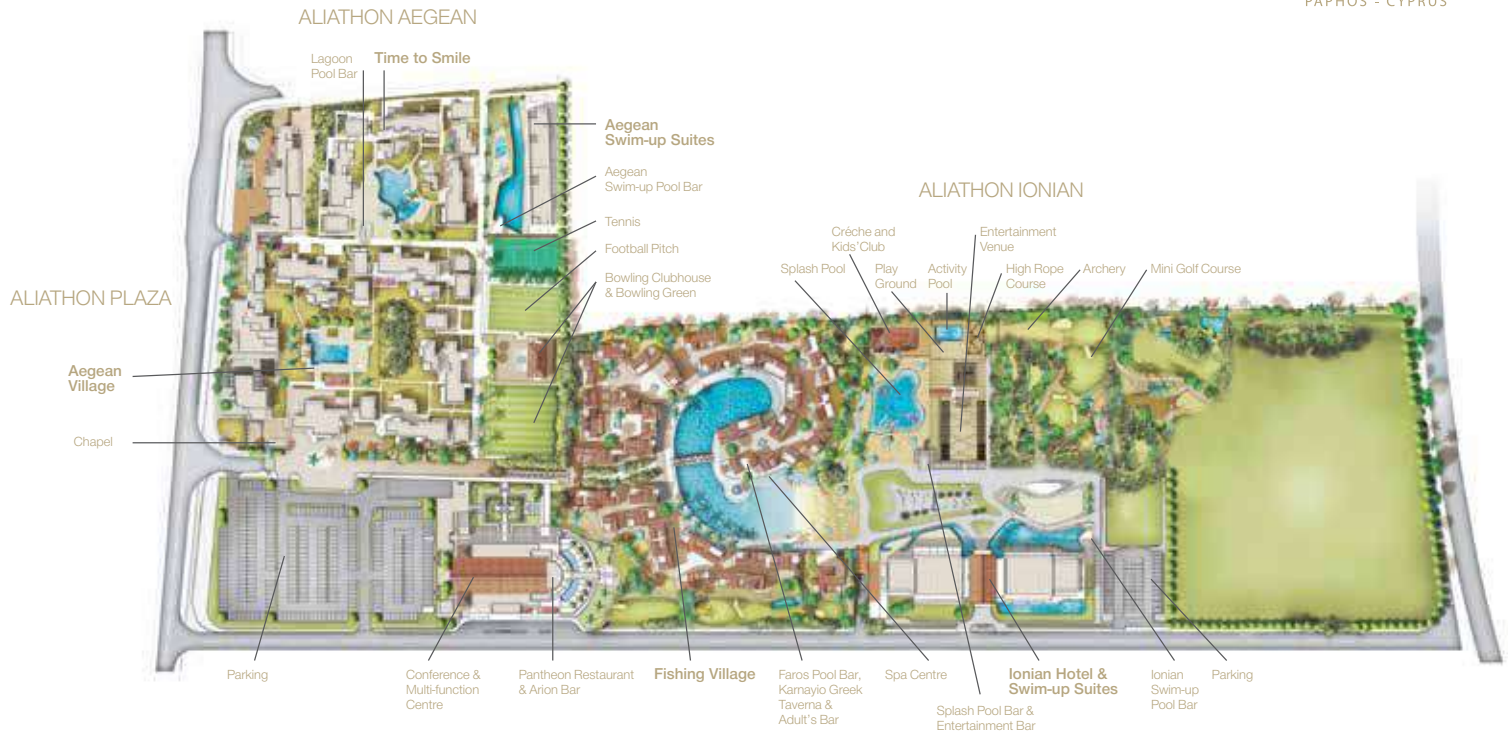 PAPHOS - CYPRUS
ALIATHON AEGEAN
Lagoon
Pool Bar
Time to Smile
Aegean
Swim-up Suites
Aegean
Swim-up Pool Bar
Tennis
Football Pitch
Bowling Clubhouse
& Bowling Green
ALIATHON IONIAN
Créche and
Kids'Club
Entertainment
Venue
Splash Pool
Play
Ground
Activity
Pool
High Rope
Course
Archery
Mini Golf Course
ALIATHON PLAZA
Aegean
Village
Chapel
Parking
Conference &
Multi-function
Centre
Pantheon Restaurant
& Arion Bar
Fishing Village
Faros Pool Bar,
Karnayio Greek
Taverna &
Adult's Bar
Spa Centre
Splash Pool Bar &
Entertainment Bar
Ionian Hotel &
Swim-up Suites
Ionian
Swim-up
Pool Bar
Parking